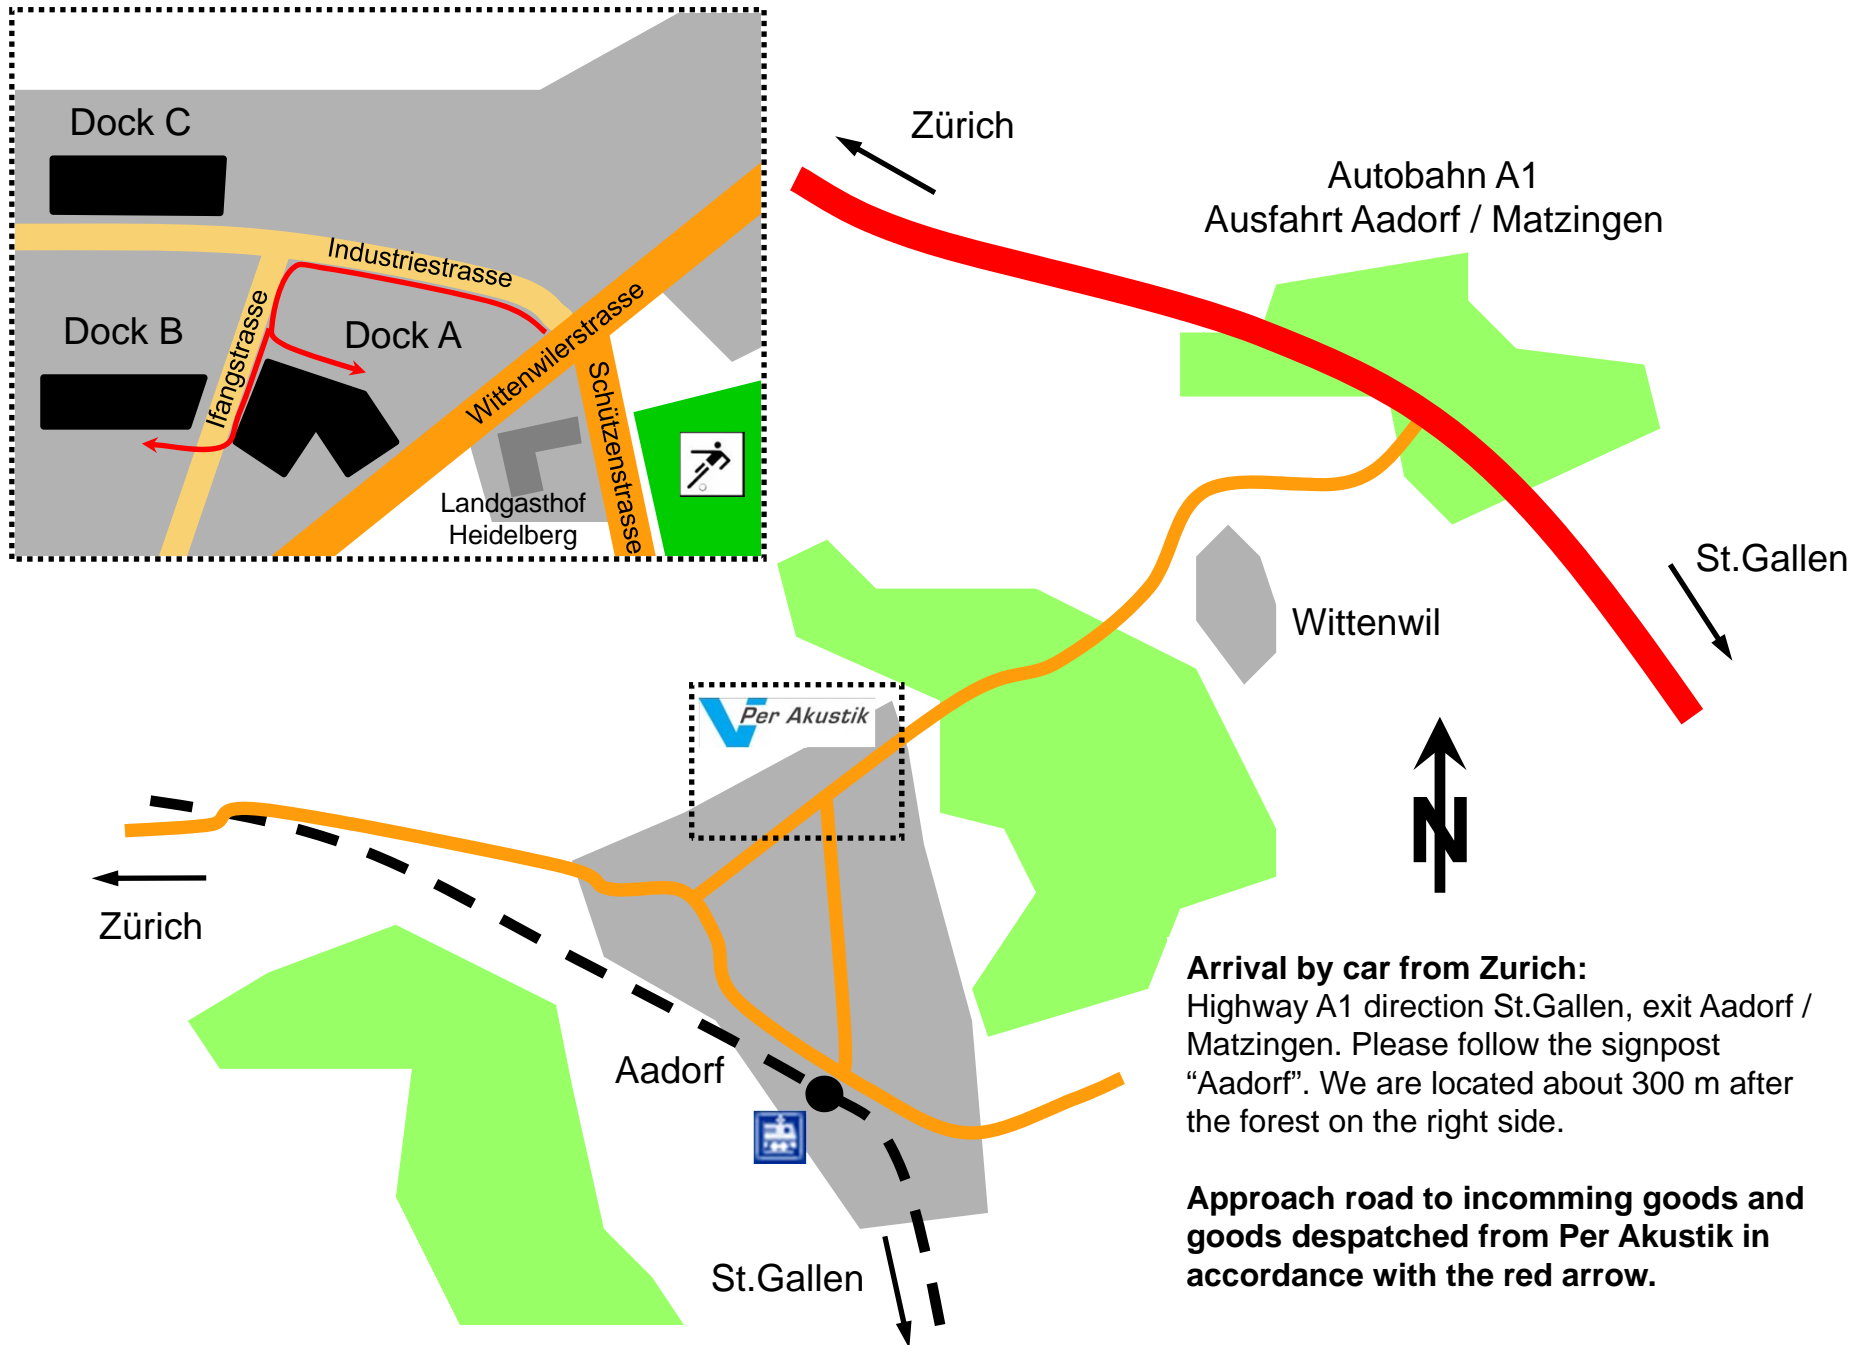 Dock C
Industriestrasse
Dock B
Ifangstrasse
Dock A
Wittenwilerstrasse
Schützenstrasse
Landgasthof
Heidelberg
Zürich
Autobahn A1
Ausfahrt Aadorf / Matzingen
St.Gallen
Wittenwil
Per Akustik
N
Zürich
Aadorf
St.Gallen
Arrival by car from Zurich:
Highway A1 direction St.Gallen, exit Aadorf /
Matzingen. Please follow the signpost
“Aadorf”. We are located about 300 m after
the forest on the right side.
Approach road to incomming goods and
goods despatched from Per Akustik in
accordance with the red arrow.